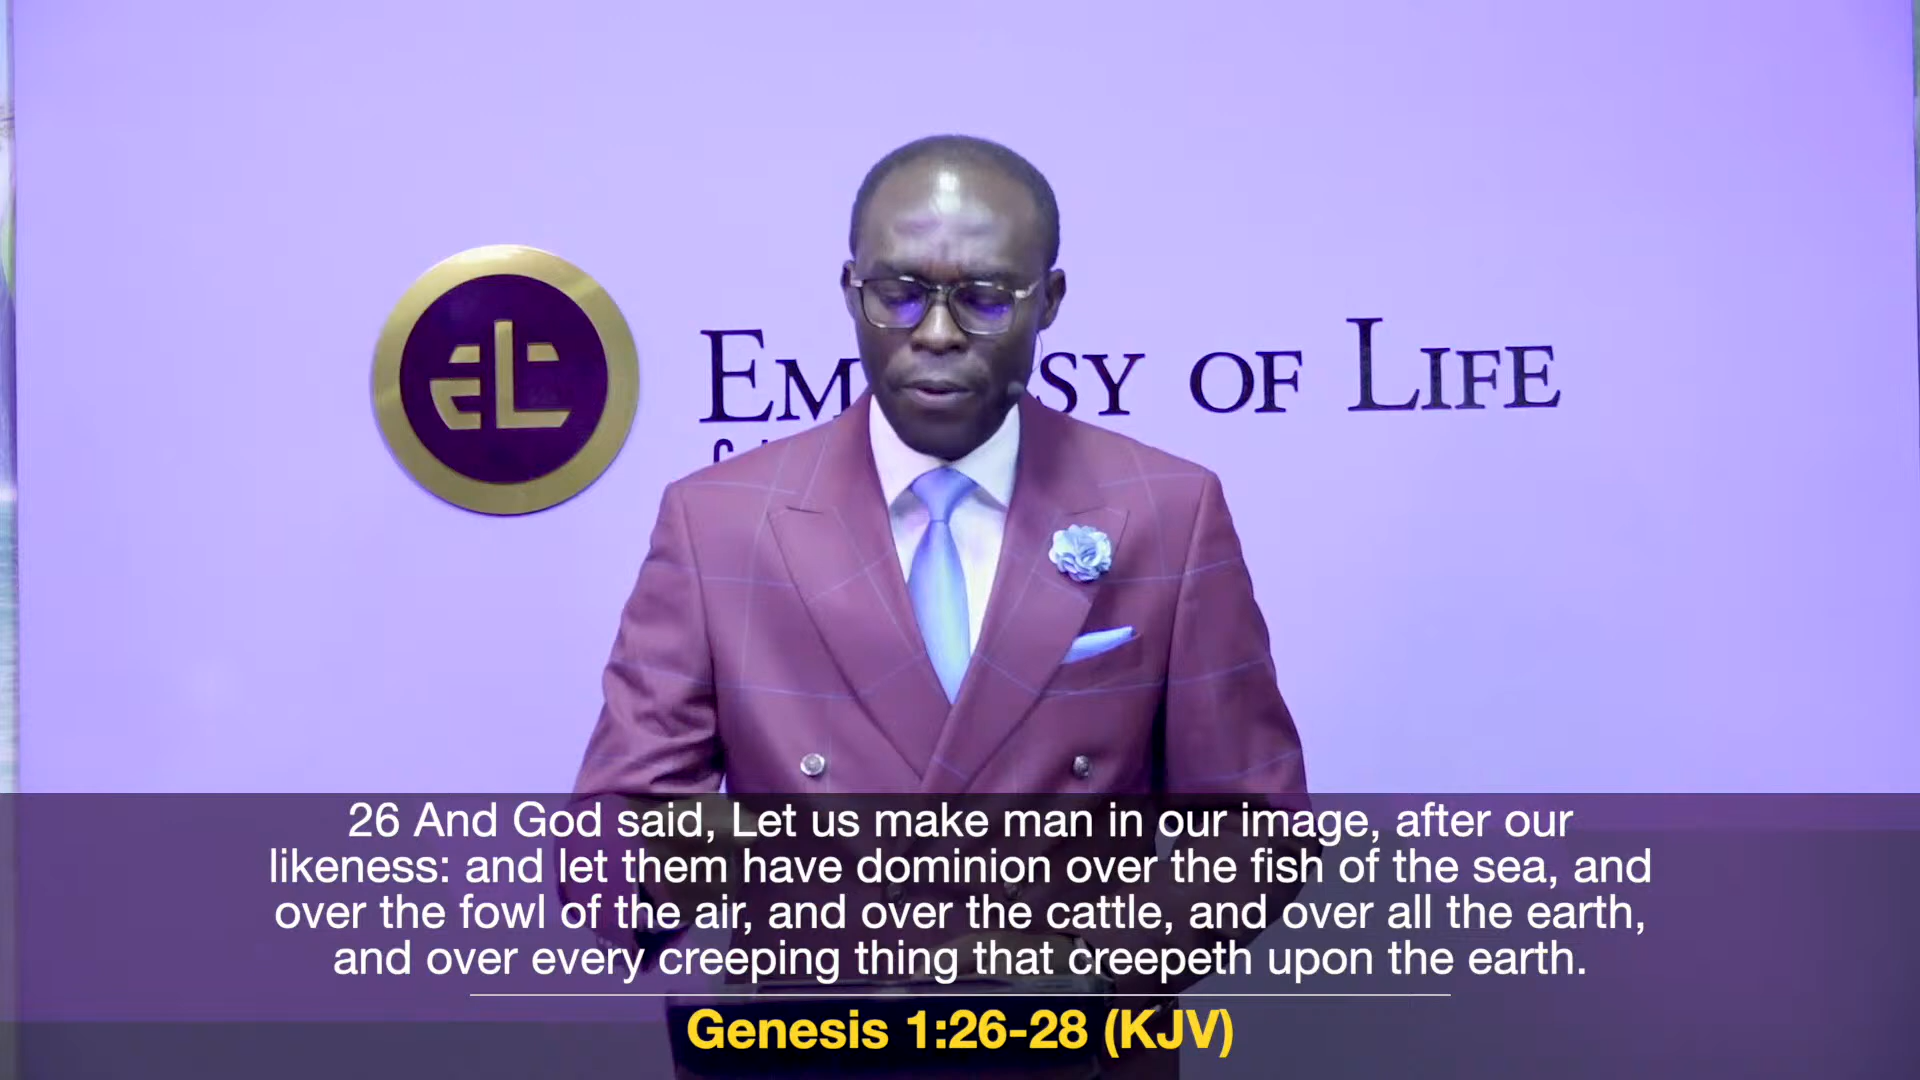 EL
EMBASSY OF LIFE
26 And God said, Let us make man in our image, after our
likeness: and let them have dominion over the fish of the sea, and
over the fowl of the air, and over the cattle, and over all the earth,
and over every creeping thing that creepeth upon the earth.
Genesis 1:26-28 (KJV)